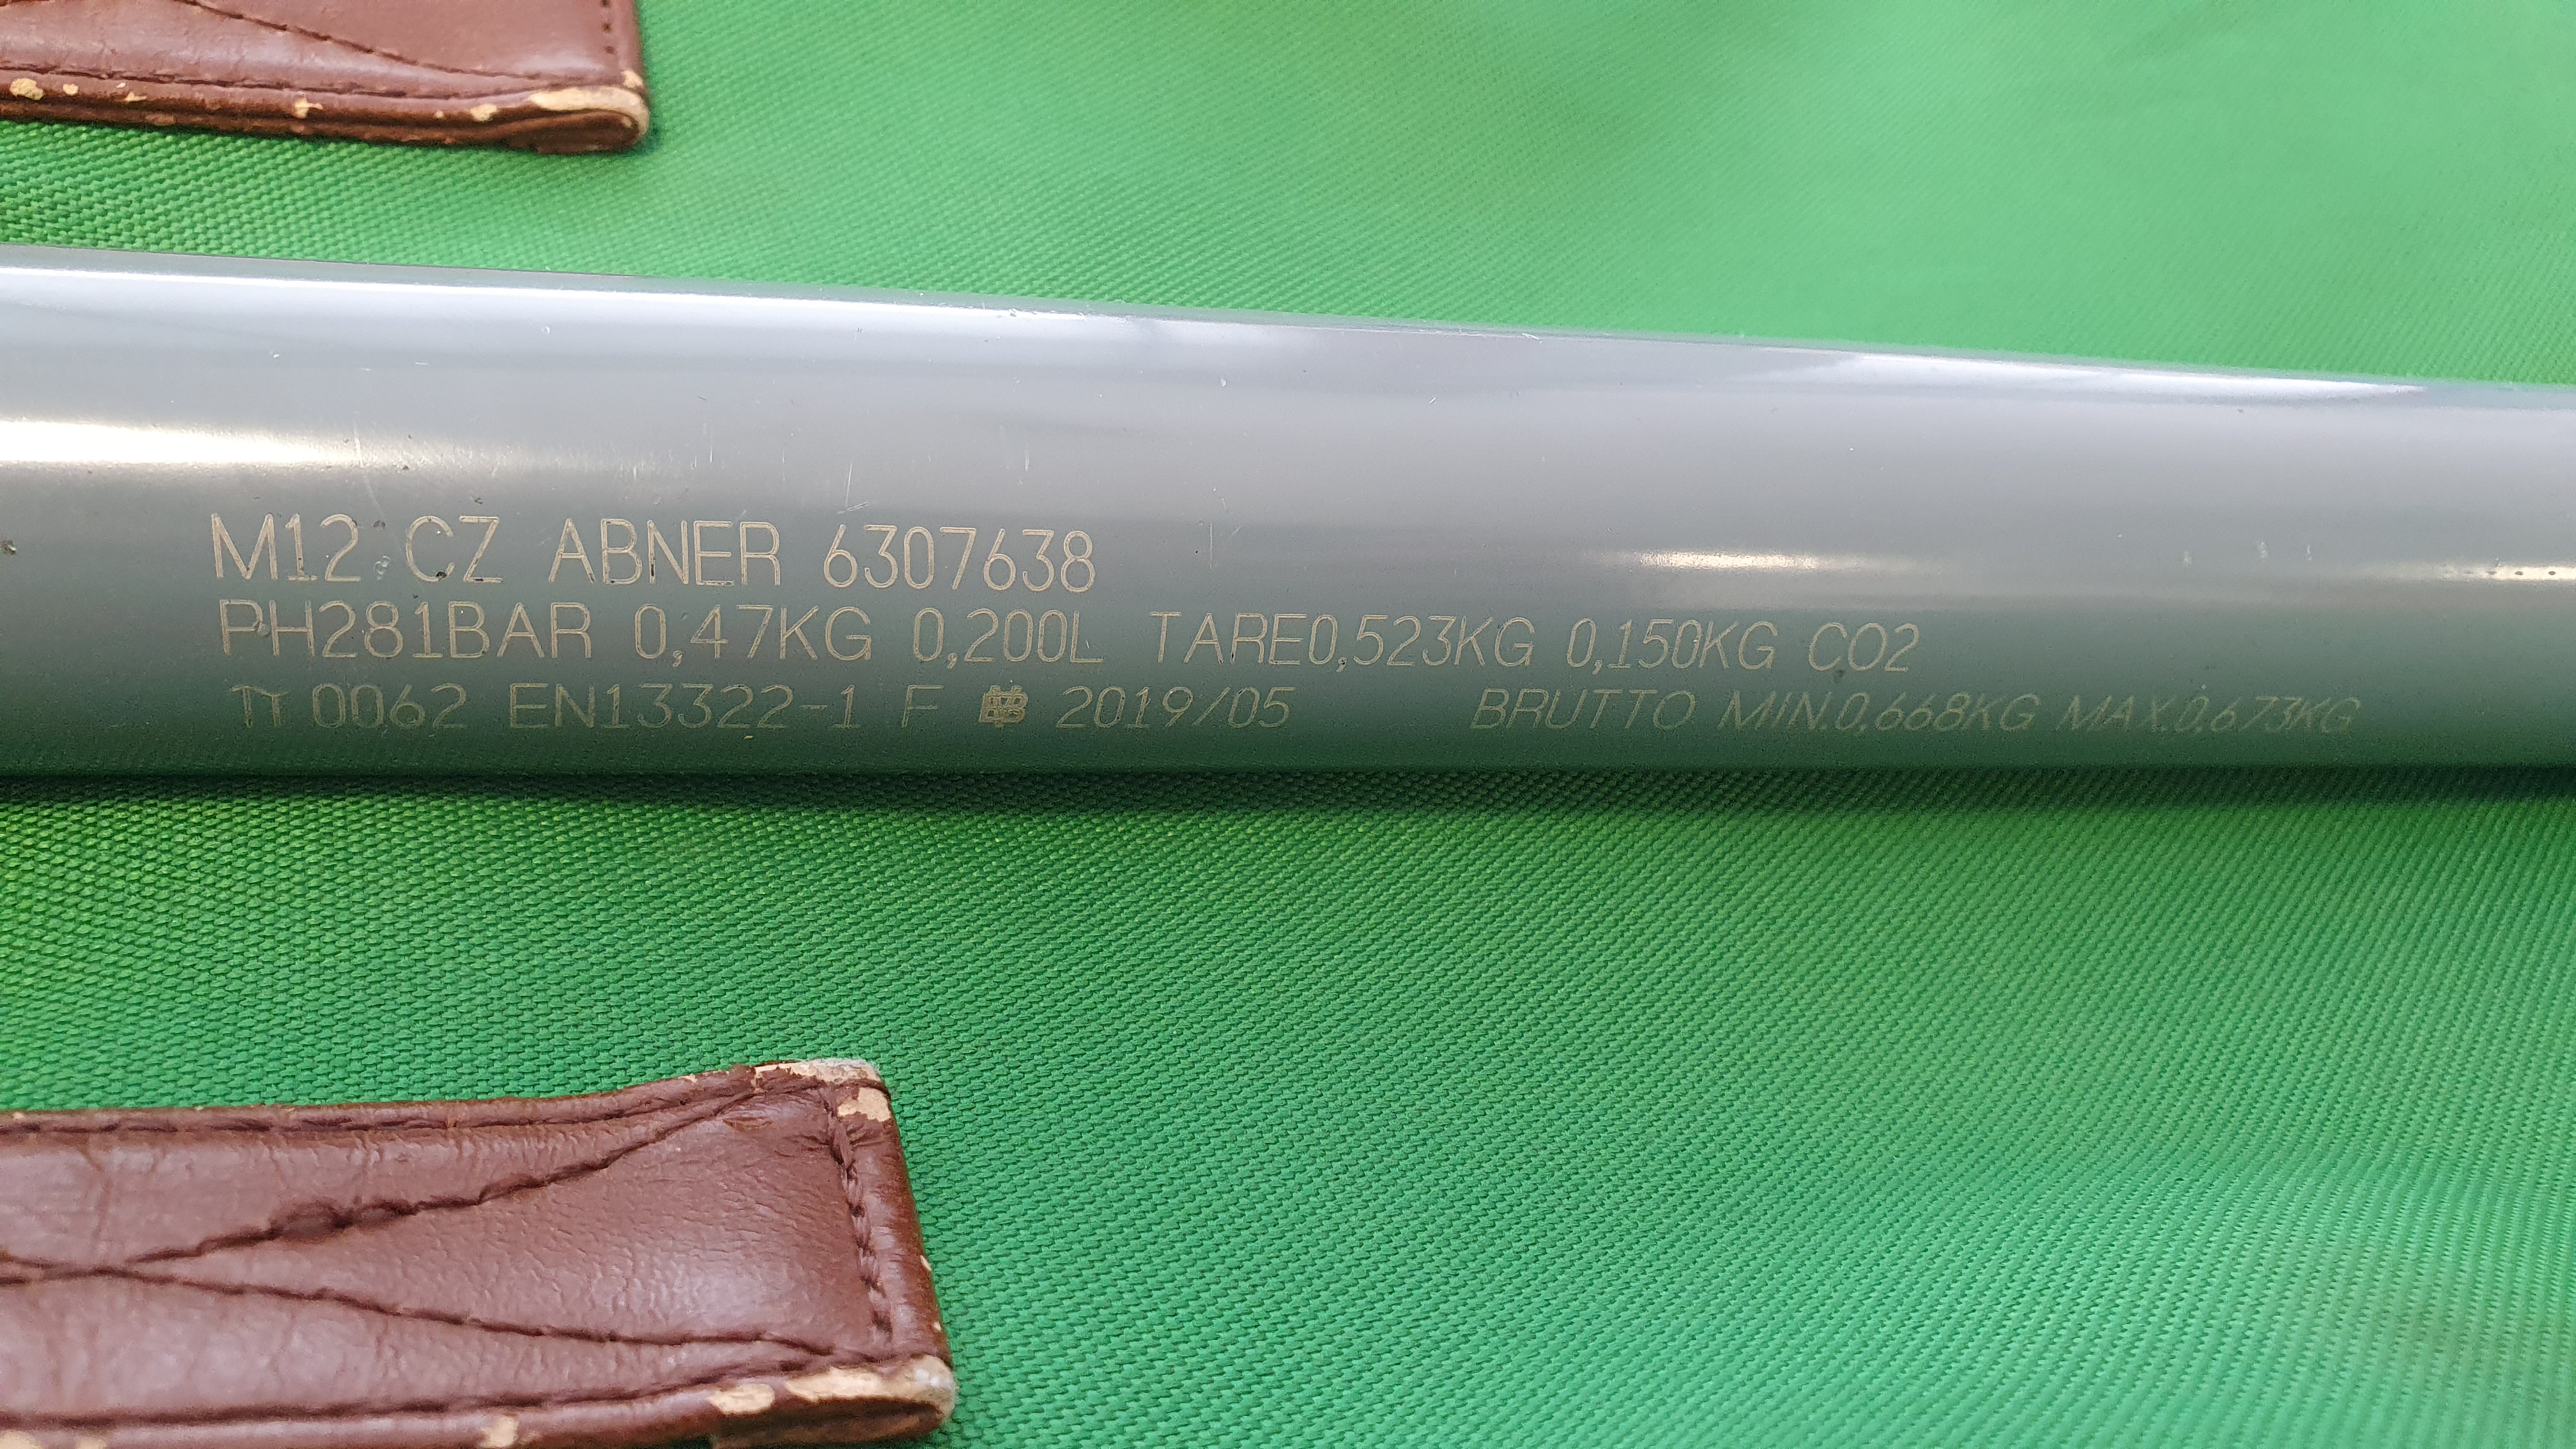 M12 CZ ABNER 6307638
PH281BAR 0,47KG 0,200L TARE0,523KG 0,150KG CO2
π 0062 EN13322-1 F 2019/05 BRUTTO MIN.0,668KG MAX.0,673KG